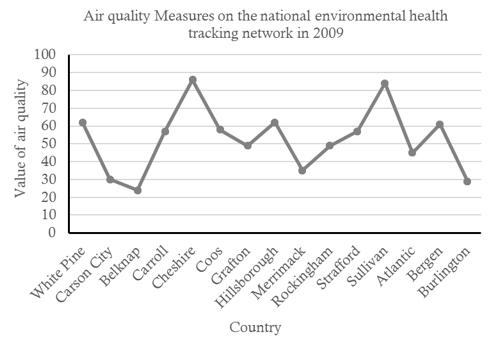 Air quality Measures on the national environmental health
tracking network in 2009
Value of air quality
100
90
80
70
60
50
40
30
20
10
0
White Pine
Carson City
Belknap
Carroll
Cheshire
Coos
Grafton
Hillsborough
Merrimack
Rockingham
Strafford
Sullivan
Atlantic
Bergen
Burlington
Country